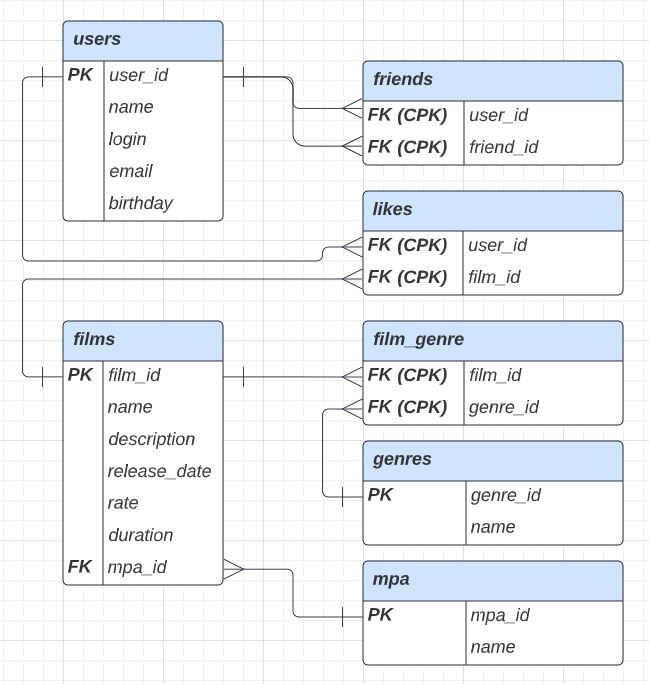 users
PK user_id
name
login
email
birthday
friends
FK (CPK) user_id
FK (CPK) friend_id
likes
FK (CPK) user_id
FK (CPK) film_id
films
PK film_id
name
description
release_date
rate
duration
FK mpa_id
film_genre
FK (CPK) film_id
FK (CPK) genre_id
genres
PK genre_id
name
mpa
PK mpa_id
name